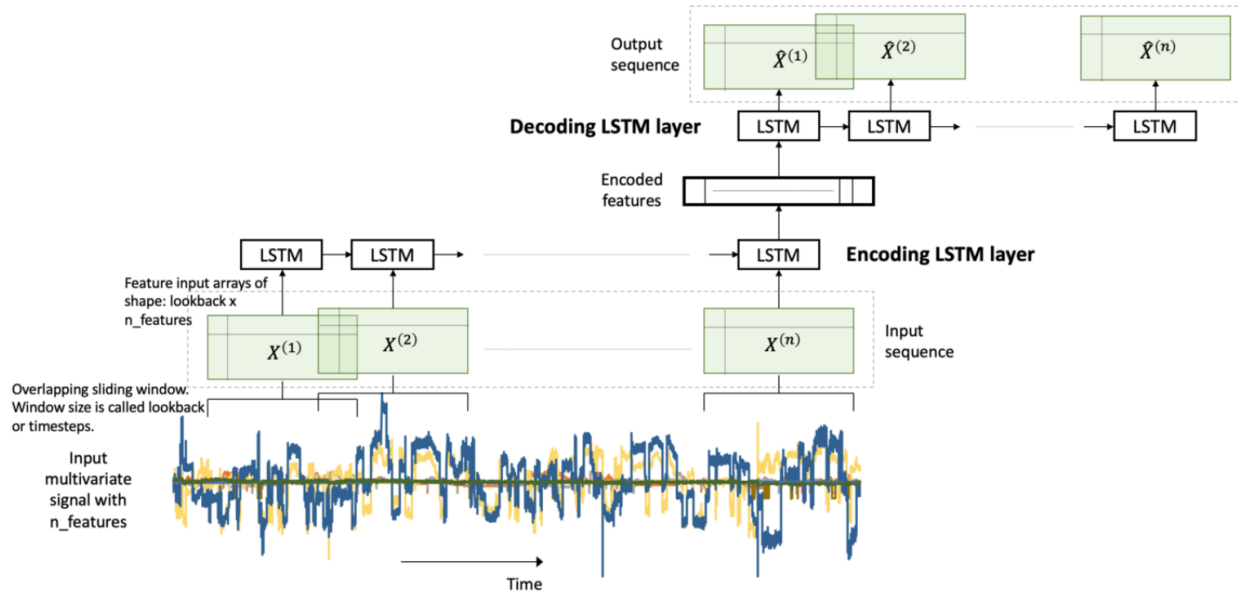 Output
sequence
X̂⁽¹⁾
X̂⁽²⁾
X̂⁽ⁿ⁾
Decoding LSTM layer
LSTM
LSTM
LSTM
Encoded
features
LSTM
LSTM
LSTM
Encoding LSTM layer
Feature input arrays of
shape: lookback x
n_features
X⁽¹⁾
X⁽²⁾
X⁽ⁿ⁾
Input
sequence
Overlapping sliding window.
Window size is called lookback
or timesteps.
Input
multivariate
signal with
n_features
Time